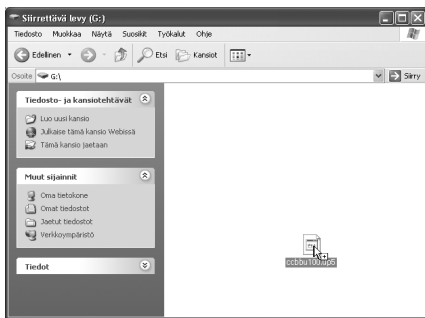 Siirrettävä levy (G:)
Tiedosto Muokkaa Näytä Suosikit Työkalut Ohje
Edellinen Etsi Kansiot
Osoite G:\ Siirry
Tiedosto- ja kansiotehtävät
Luo uusi kansio
Julkaise tämä kansio Webissä
Tämä kansio jaetaan
Muut sijainnit
Oma tietokone
Omat tiedostot
Jaetut tiedostot
Verkkoympäristö
Tiedot